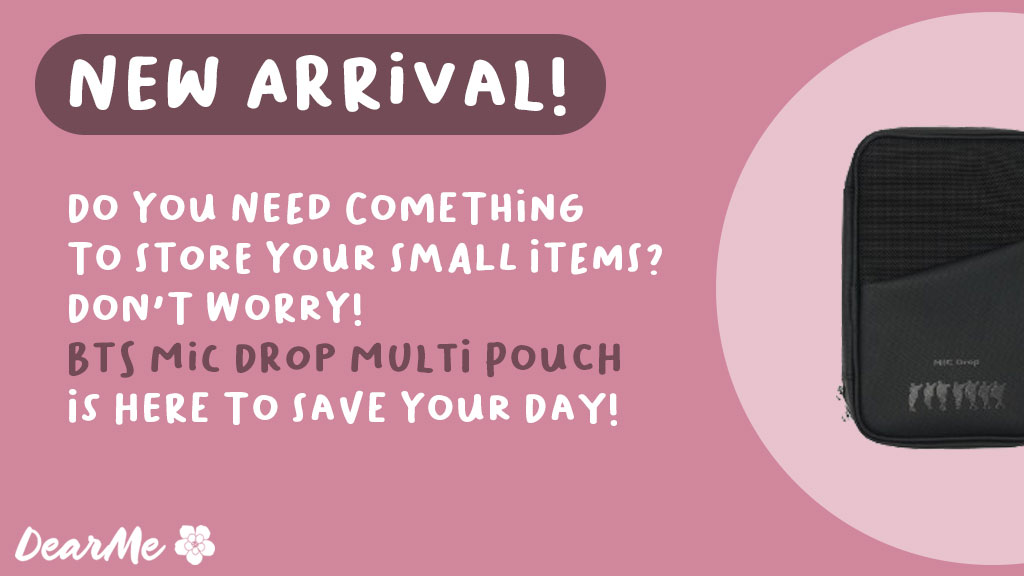 NEW ARRiVAL!
DO YOU NEED COMETHiNG
TO STORE YOUR SMALL iTEMS?
DON'T WORRY!
BTS MiC DROP MULTi POUCH
iS HERE TO SAVE YOUR DAY!
MIC Drop
DearMe